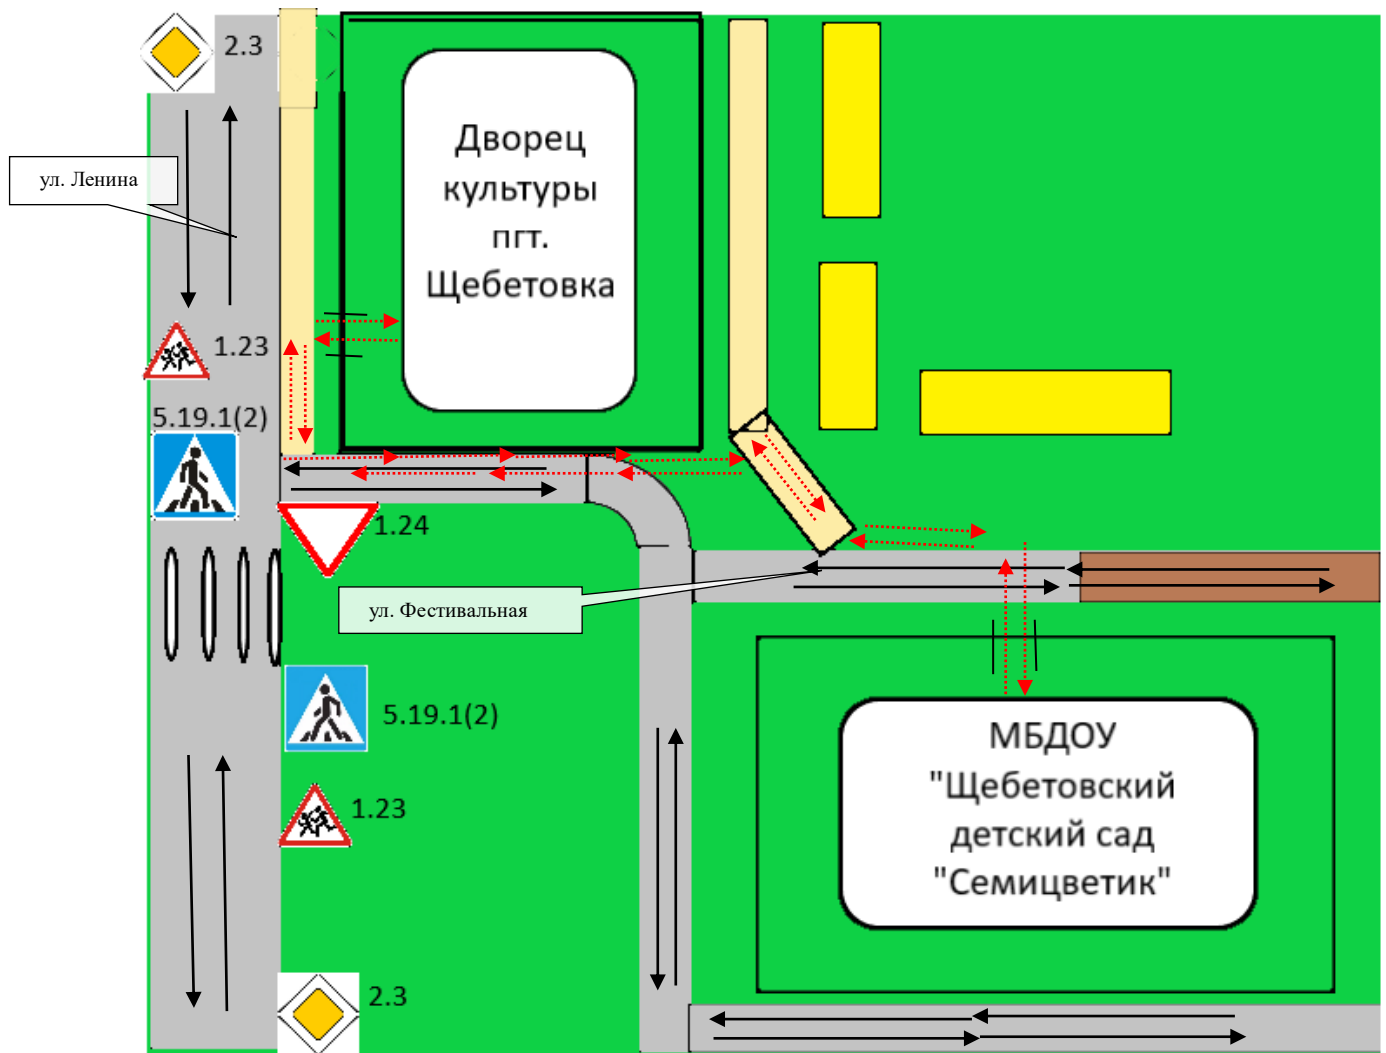 2.3
Дворец
культуры
пгт.
Щебетовка
ул. Ленина
1.23
5.19.1(2)
1.24
ул. Фестивальная
5.19.1(2)
МБДОУ
"Щебетовский
детский сад
"Семицветик"
1.23
2.3